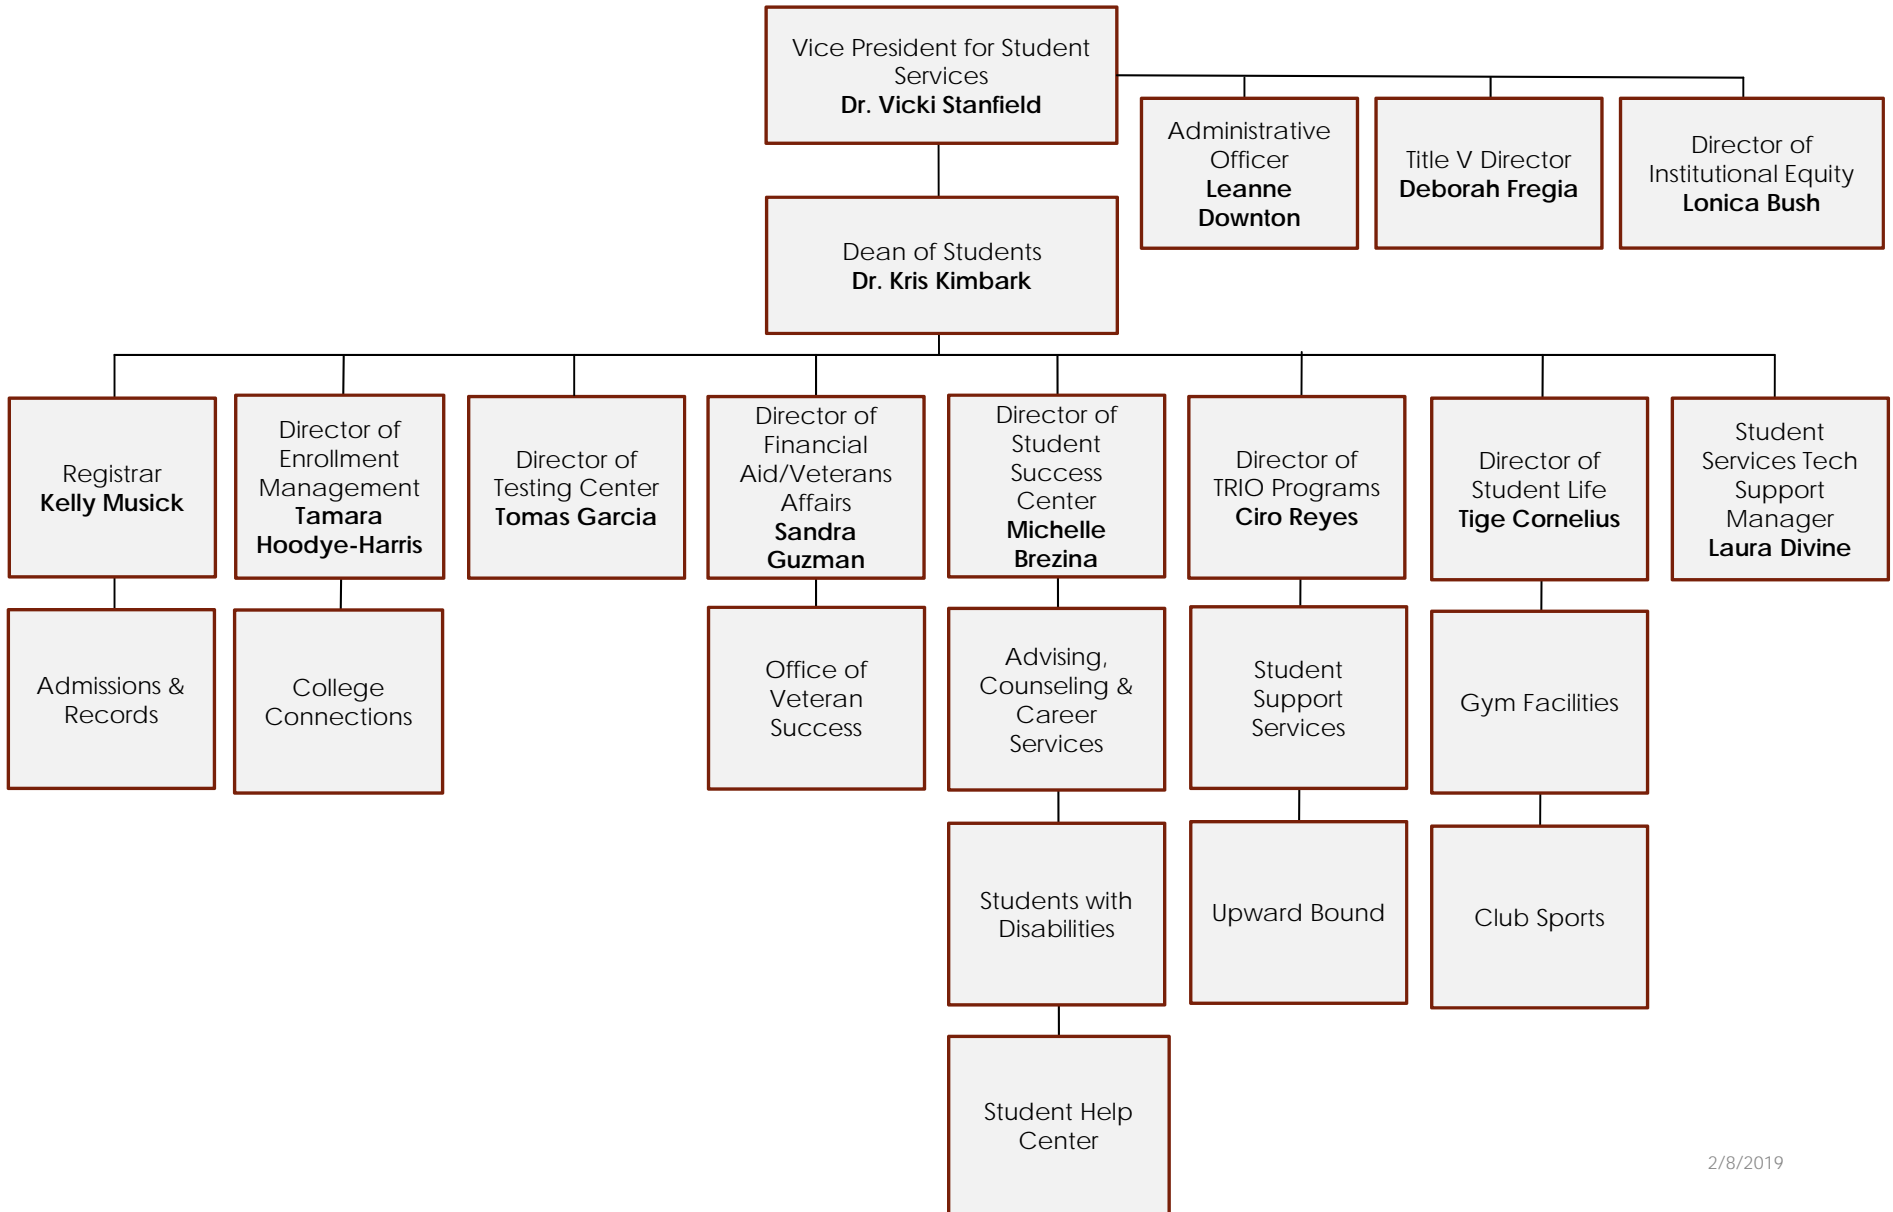 Vice President for Student
Services
Dr. Vicki Stanfield
Administrative
Officer
Leanne
Downton
Title V Director
Deborah Fregia
Director of
Institutional Equity
Lonica Bush
Dean of Students
Dr. Kris Kimbark
Registrar
Kelly Musick
Director of
Enrollment
Management
Tamara
Hoodye-Harris
Director of
Testing Center
Tomas Garcia
Director of
Financial
Aid/Veterans
Affairs
Sandra
Guzman
Director of
Student
Success
Center
Michelle
Brezina
Director of
TRIO Programs
Ciro Reyes
Director of
Student Life
Tige Cornelius
Student
Services Tech
Support
Manager
Laura Divine
Admissions &
Records
College
Connections
Office of
Veteran
Success
Advising,
Counseling &
Career
Services
Student
Support
Services
Gym Facilities
Students with
Disabilities
Upward Bound
Club Sports
Student Help
Center
2/8/2019